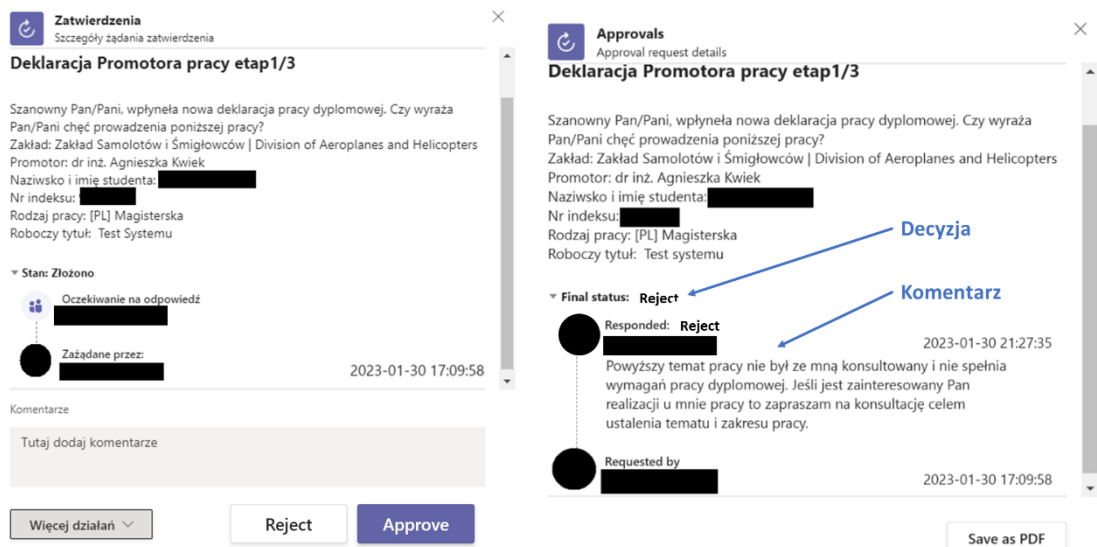 Zatwierdzenia
Szczegóły żądania zatwierdzenia
Deklaracja Promotora pracy etap1/3
Szanowny Pan/Pani, wpłyneła nowa deklaracja pracy dyplomowej. Czy wyraża
Pan/Pani chęć prowadzenia poniższej pracy?
Zakład: Zakład Samolotów i Śmigłowców | Division of Aeroplanes and Helicopters
Promotor: dr inż. Agnieszka Kwiek
Naziwsko i imię studenta:
Nr indeksu:
Rodzaj pracy: [PL] Magisterska
Roboczy tytuł: Test Systemu
Stan: Złożono
Oczekiwanie na odpowiedź
Zażądane przez:
2023-01-30 17:09:58
Komentarze
Tutaj dodaj komentarze
Więcej działań
Reject
Approve
Approvals
Approval request details
Deklaracja Promotora pracy etap1/3
Szanowny Pan/Pani, wpłyneła nowa deklaracja pracy dyplomowej. Czy wyraża
Pan/Pani chęć prowadzenia poniższej pracy?
Zakład: Zakład Samolotów i Śmigłowców | Division of Aeroplanes and Helicopters
Promotor: dr inż. Agnieszka Kwiek
Naziwsko i imię studenta:
Nr indeksu:
Rodzaj pracy: [PL] Magisterska
Roboczy tytuł: Test systemu
Decyzja
Komentarz
Final status: Reject
Responded: Reject
2023-01-30 21:27:35
Powyższy temat pracy nie był ze mną konsultowany i nie spełnia
wymagań pracy dyplomowej. Jeśli jest zainteresowany Pan
realizacji u mnie pracy to zapraszam na konsultację celem
ustalenia tematu i zakresu pracy.
Requested by
2023-01-30 17:09:58
Save as PDF